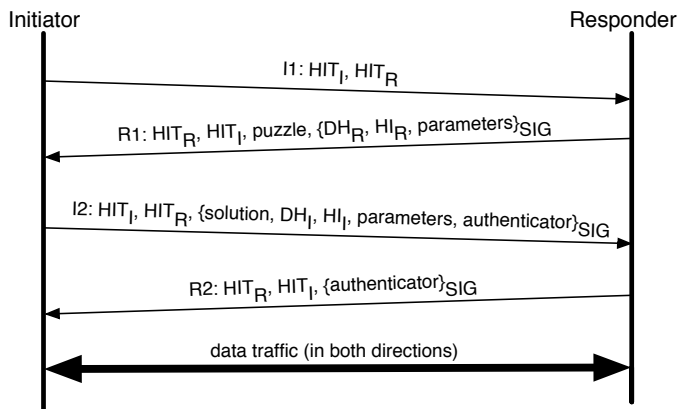 Initiator
Responder
I1: HIT_I, HIT_R
R1: HIT_R, HIT_I, puzzle, {DH_R, HI_R, parameters}_SIG
I2: HIT_I, HIT_R, {solution, DH_I, HI_I, parameters, authenticator}_SIG
R2: HIT_R, HIT_I, {authenticator}_SIG
data traffic (in both directions)